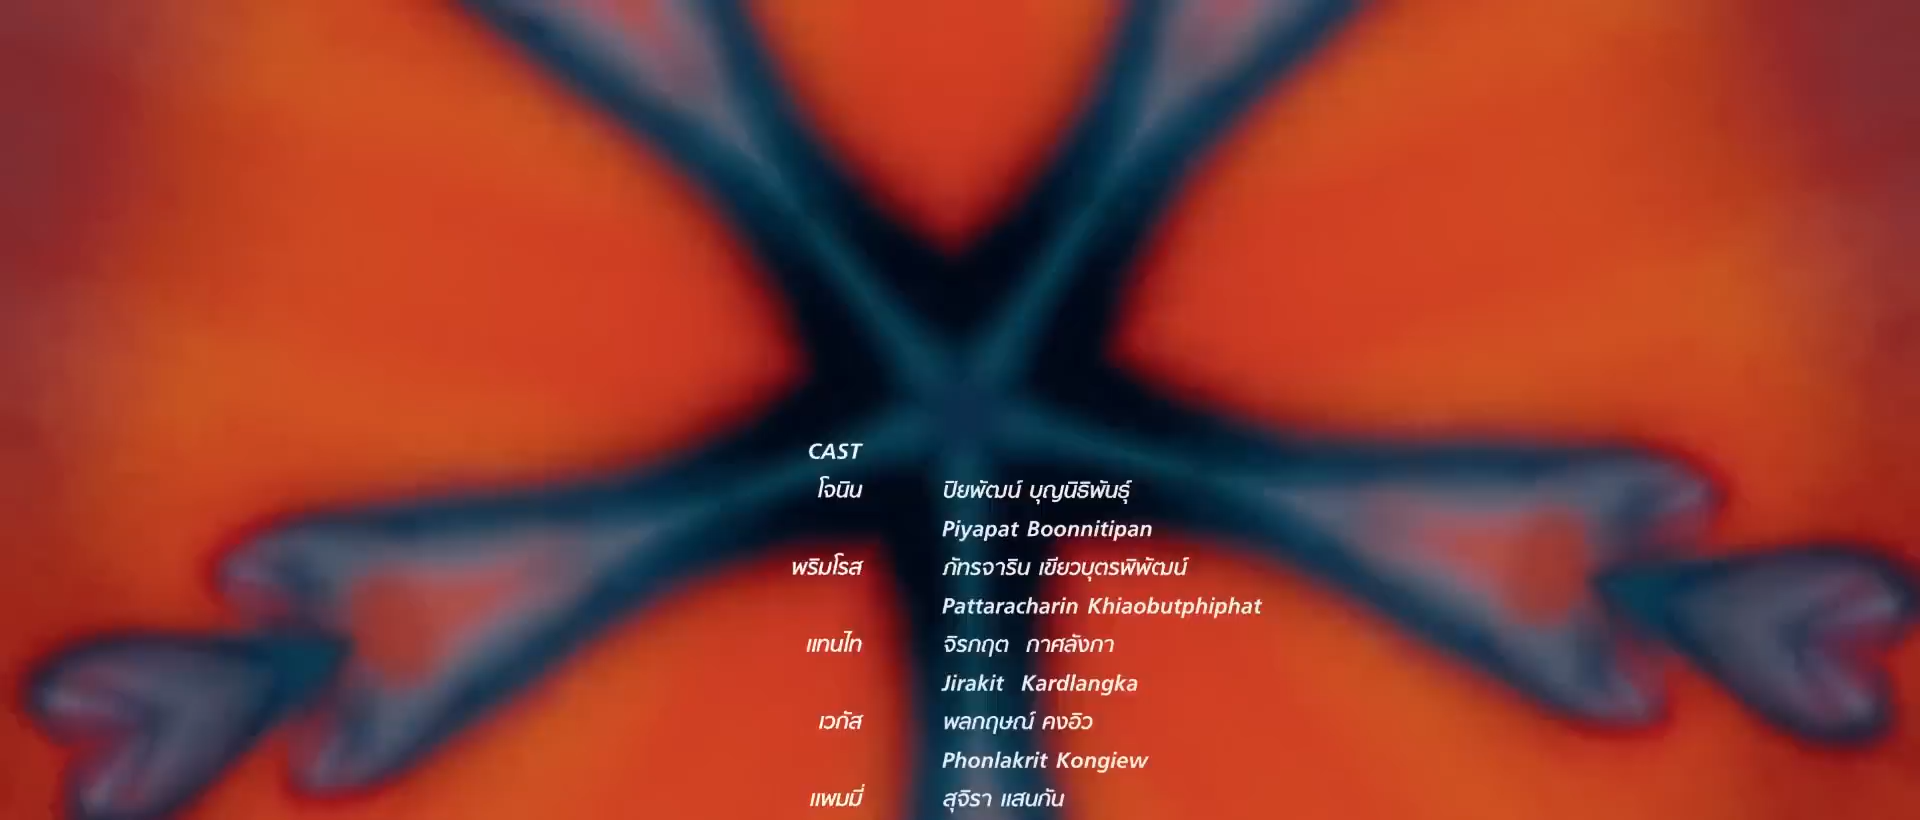 CAST
โจนิน ปิยพัฒน์ บุญนิธิพันธุ์
Piyapat Boonnitipan
พริมโรส ภัทรจาริน เขียวบุตรพิพัฒน์
Pattaracharin Khiaobutphiphat
แทนไท จิรกฤต กาศลังกา
Jirakit Kardlangka
เวกัส พลกฤษณ์ คงอิว
Phonlakrit Kongiew
แพมมี่ สุจิรา แสนกัน